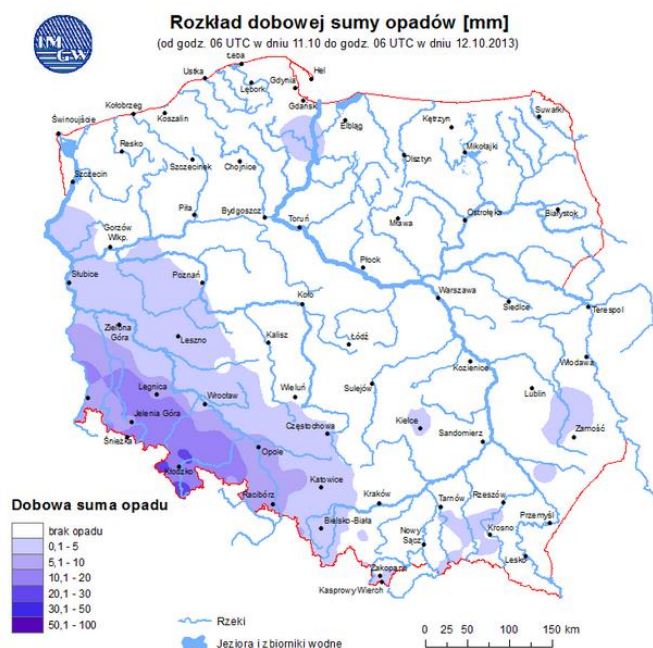 IM
GW
Rozkład dobowej sumy opadów [mm]
(od godz. 06 UTC w dniu 11.10 do godz. 06 UTC w dniu 12.10.2013)
Łeba
Ustka
Hel
Gdynia
Lębork
Gdańsk
Kołobrzeg
Koszalin
Świnoujście
Elbląg
Kętrzyn
Suwałki
Resko
Szczecinek
Chojnice
Olsztyn
Mikołajki
Szczecin
Piła
Bydgoszcz
Toruń
Mława
Ostrołęka
Białystok
Gorzów
Wlkp.
Płock
Słubice
Poznań
Koło
Warszawa
Siedlce
Terespol
Zielona
Góra
Leszno
Kalisz
Łódź
Kozienice
Włodawa
Legnica
Wrocław
Wieluń
Sulejów
Lublin
Jelenia Góra
Częstochowa
Kielce
Sandomierz
Zamość
Śnieżka
Opole
Kłodzko
Katowice
Racibórz
Kraków
Tarnów
Rzeszów
Bielsko-Biała
Nowy
Sącz
Krosno
Przemyśl
Lesko
Zakopane
Kasprowy Wierch
Dobowa suma opadu
brak opadu
0,1 - 5
5,1 - 10
10,1 - 20
20,1 - 30
30,1 - 50
50,1 - 100
Rzeki
Jeziora i zbiorniki wodne
0 25 50 100 150 km